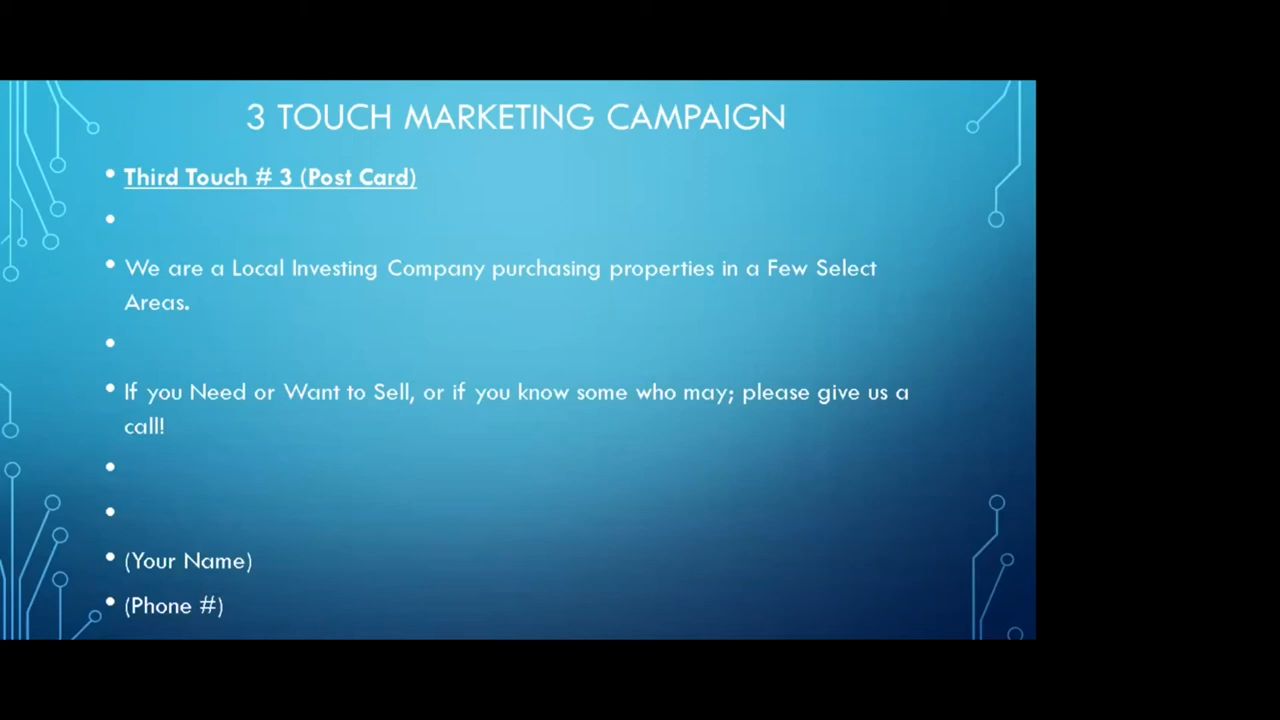 3 TOUCH MARKETING CAMPAIGN
• Third Touch # 3 (Post Card)
•
• We are a Local Investing Company purchasing properties in a Few Select
Areas.
•
• If you Need or Want to Sell, or if you know some who may; please give us a
call!
•
•
• (Your Name)
• (Phone #)